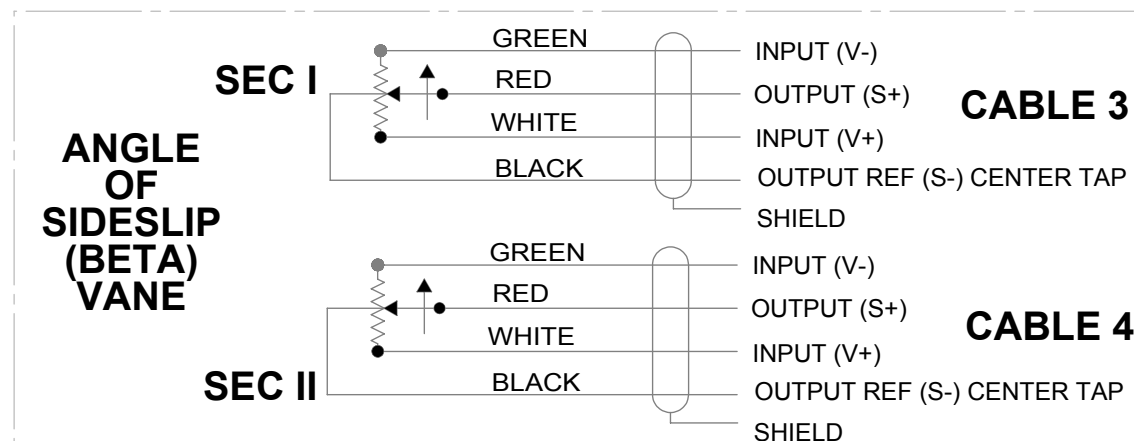 ANGLE
OF
SIDESLIP
(BETA)
VANE
SEC I
GREEN
INPUT (V-)
RED
OUTPUT (S+)
WHITE
INPUT (V+)
BLACK
OUTPUT REF (S-) CENTER TAP
SHIELD
CABLE 3
SEC II
GREEN
INPUT (V-)
RED
OUTPUT (S+)
WHITE
INPUT (V+)
BLACK
OUTPUT REF (S-) CENTER TAP
SHIELD
CABLE 4